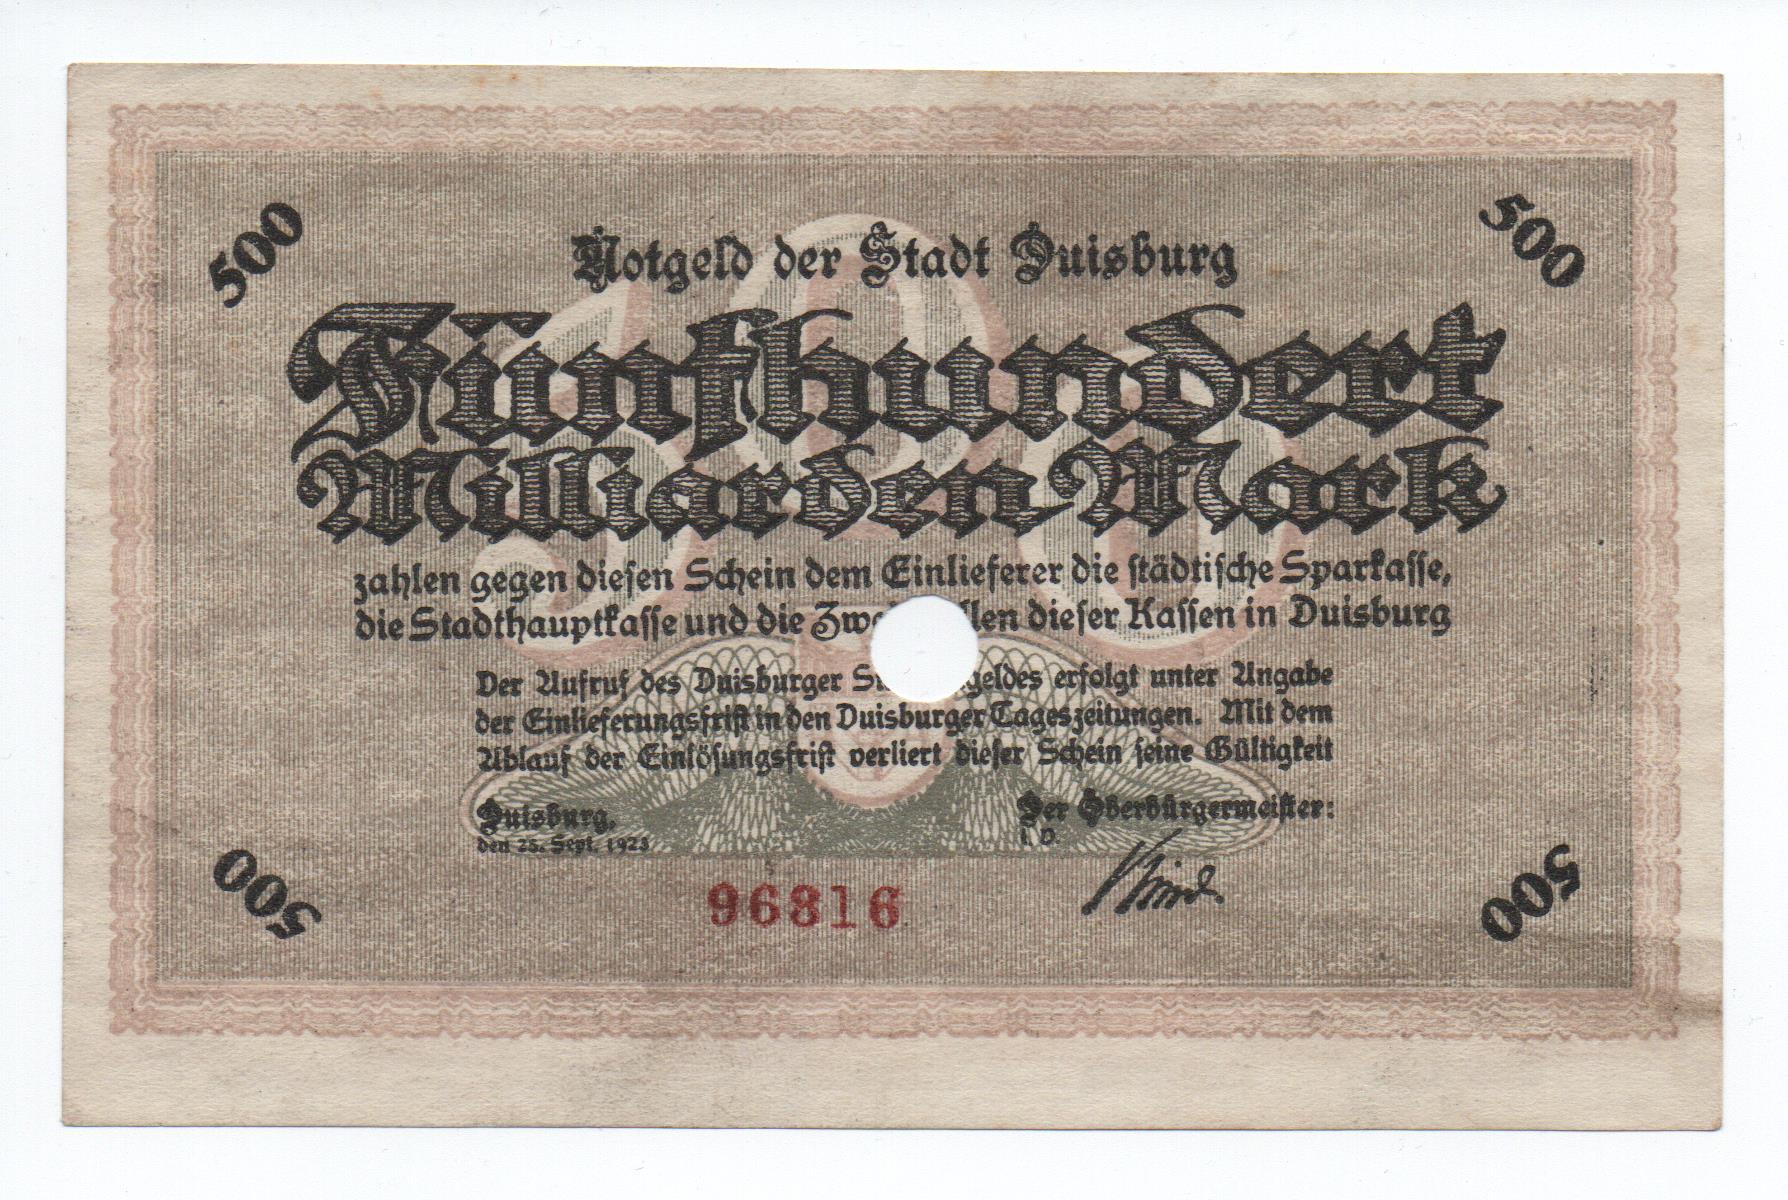 500
500
Notgeld der Stadt Duisburg
Fünfhundert
Milliarden Mark
zahlen gegen diesen Schein dem Einlieferer die städtische Sparkasse,
die Stadthauptkasse und die Zwe llen dieser Kassen in Duisburg
Der Aufruf des Duisburger S geldes erfolgt unter Angabe
der Einlieferungsfrist in den Duisburger Tageszeitungen. Mit dem
Ablauf der Einlösungsfrist verliert dieser Schein seine Gültigkeit
Duisburg,
den 25. Sept. 1923
Der Oberbürgermeister:
I. V.
96816
500
500